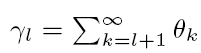 γ_l = ∑_{k=l+1}^{∞} θ_k